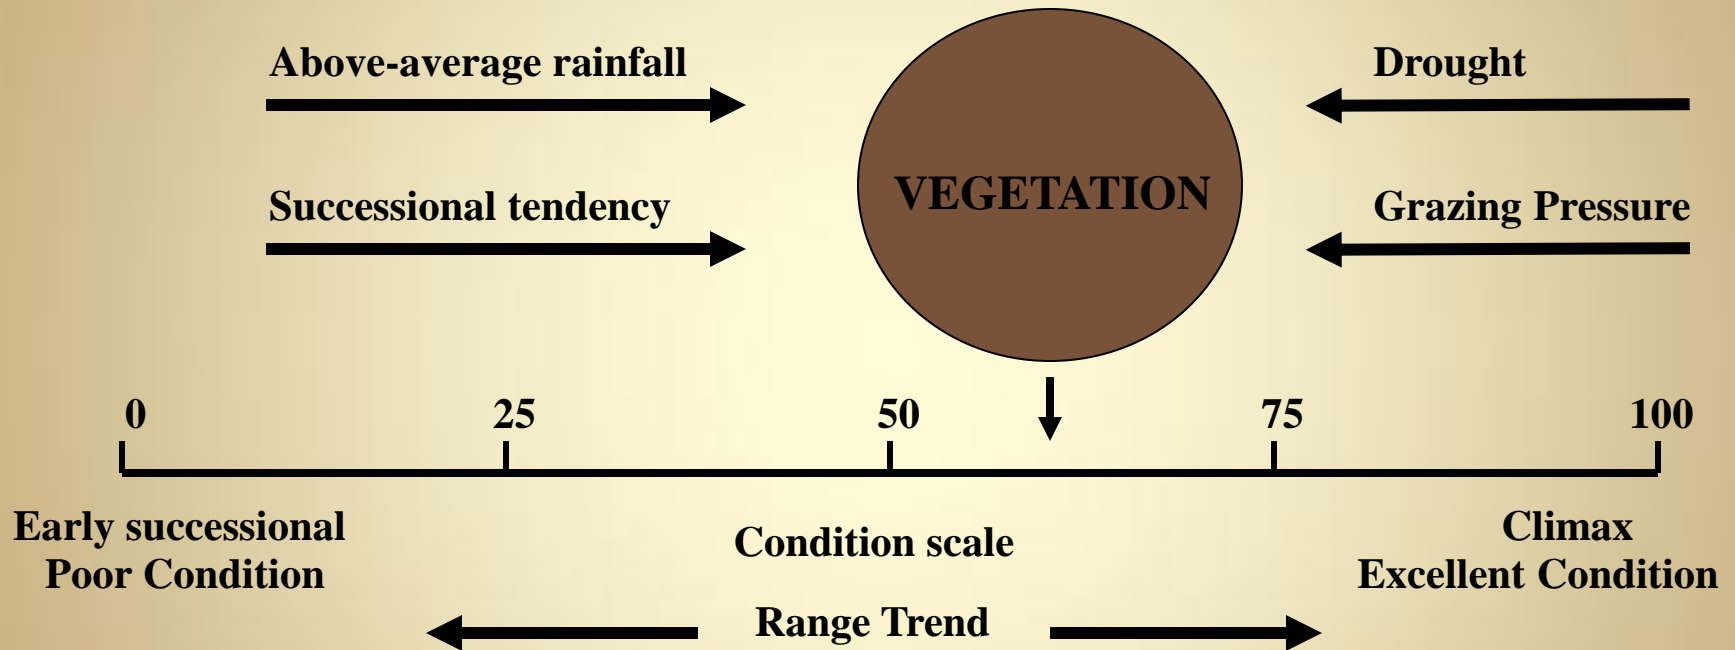 Above-average rainfall
Drought
VEGETATION
Successional tendency
Grazing Pressure
0
25
50
75
100
Early successional
Poor Condition
Condition scale
Climax
Excellent Condition
Range Trend